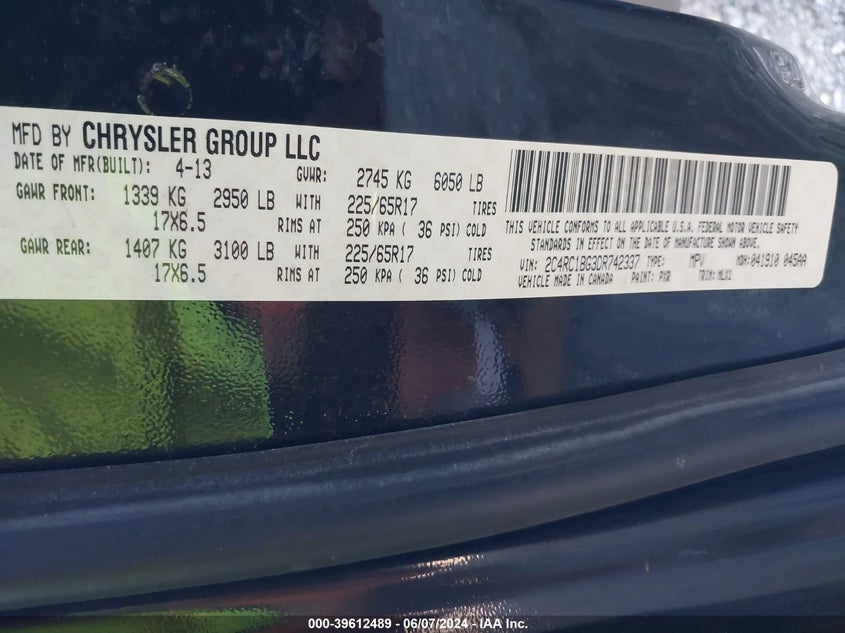 MFD BY CHRYSLER GROUP LLC
DATE OF MFR(BUILT): 4-13 GVWR: 2745 KG 6050 LB
GAWR FRONT: 1339 KG 2950 LB WITH 225/65R17 TIRES
17X6.5 RIMS AT 250 KPA ( 36 PSI) COLD
GAWR REAR: 1407 KG 3100 LB WITH 225/65R17 TIRES
17X6.5 RIMS AT 250 KPA ( 36 PSI) COLD
THIS VEHICLE CONFORMS TO ALL APPLICABLE U.S.A. FEDERAL MOTOR VEHICLE SAFETY
STANDARDS IN EFFECT ON THE DATE OF MANUFACTURE SHOWN ABOVE.
VIN: 2C4RC1BG3DR742337 TYPE: MPV MDH: 041910 045AA
VEHICLE MADE IN CANADA PAINT: PXR TRIM: MLX1
000-39612489 - 06/07/2024 - IAA Inc.